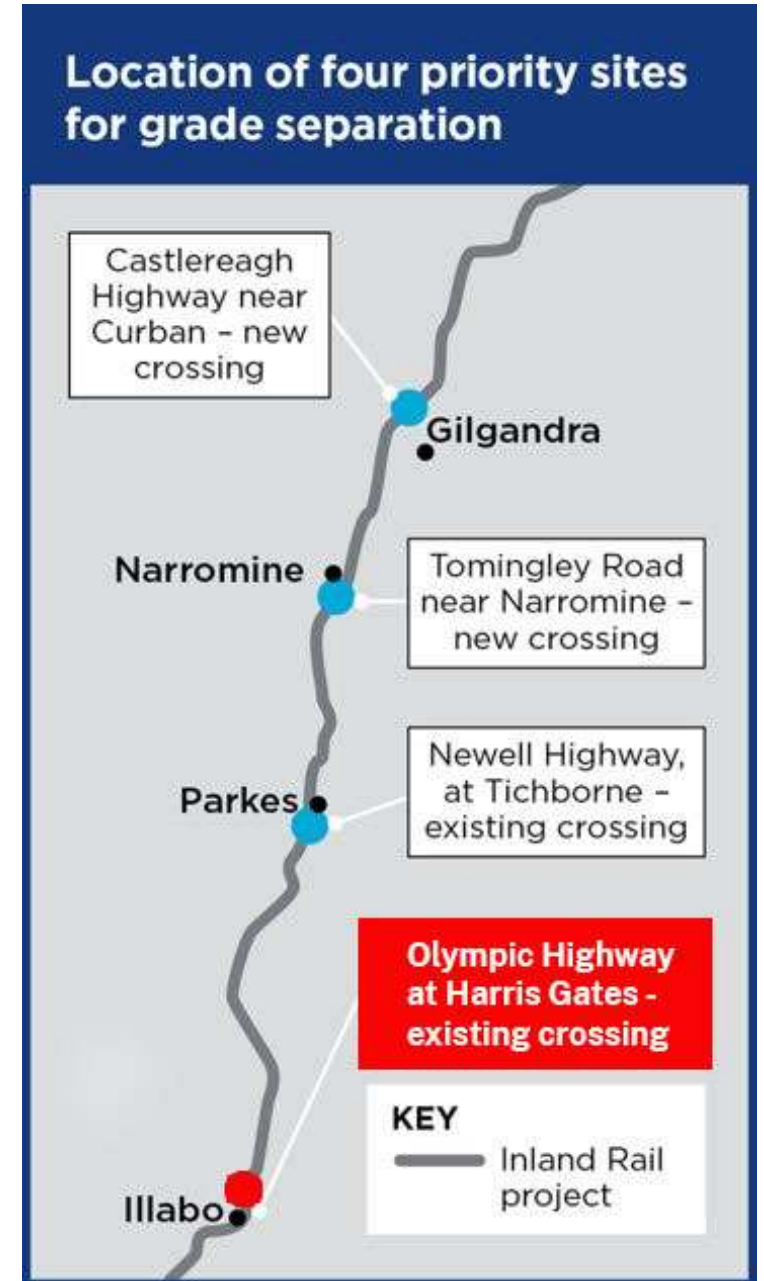 Location of four priority sites
for grade separation
Castlereagh
Highway near
Curban – new
crossing
Gilgandra
Narromine
Tomingley Road
near Narromine –
new crossing
Newell Highway,
at Tichborne –
existing crossing
Parkes
Olympic Highway
at Harris Gates -
existing crossing
KEY
Inland Rail
project
Illabo